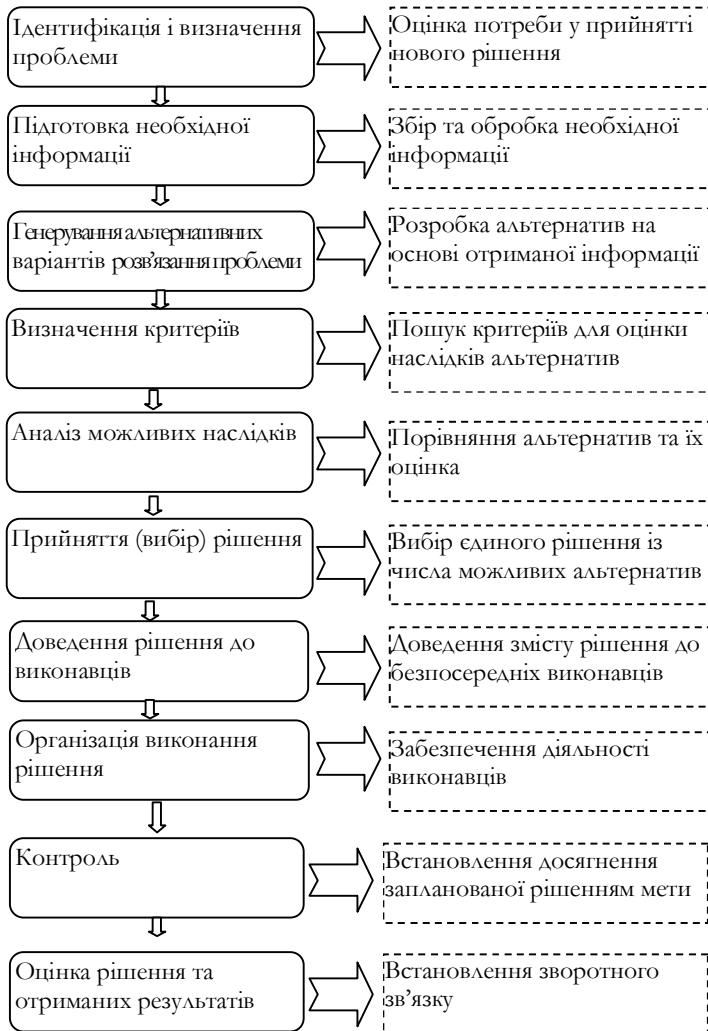 Ідентифікація і визначення
проблеми
Оцінка потреби у прийнятті
нового рішення
Підготовка необхідної
інформації
Збір та обробка необхідної
інформації
Генерування альтернативних
варіантів розв’язання проблеми
Розробка альтернатив на
основі отриманої інформації
Визначення критеріїв
Пошук критеріїв для оцінки
наслідків альтернатив
Аналіз можливих наслідків
Порівняння альтернатив та їх
оцінка
Прийняття (вибір) рішення
Вибір єдиного рішення із
числа можливих альтернатив
Доведення рішення до
виконавців
Доведення змісту рішення до
безпосередніх виконавців
Організація виконання
рішення
Забезпечення діяльності
виконавців
Контроль
Встановлення досягнення
запланованої рішенням мети
Оцінка рішення та
отриманих результатів
Встановлення зворотного
зв’язку